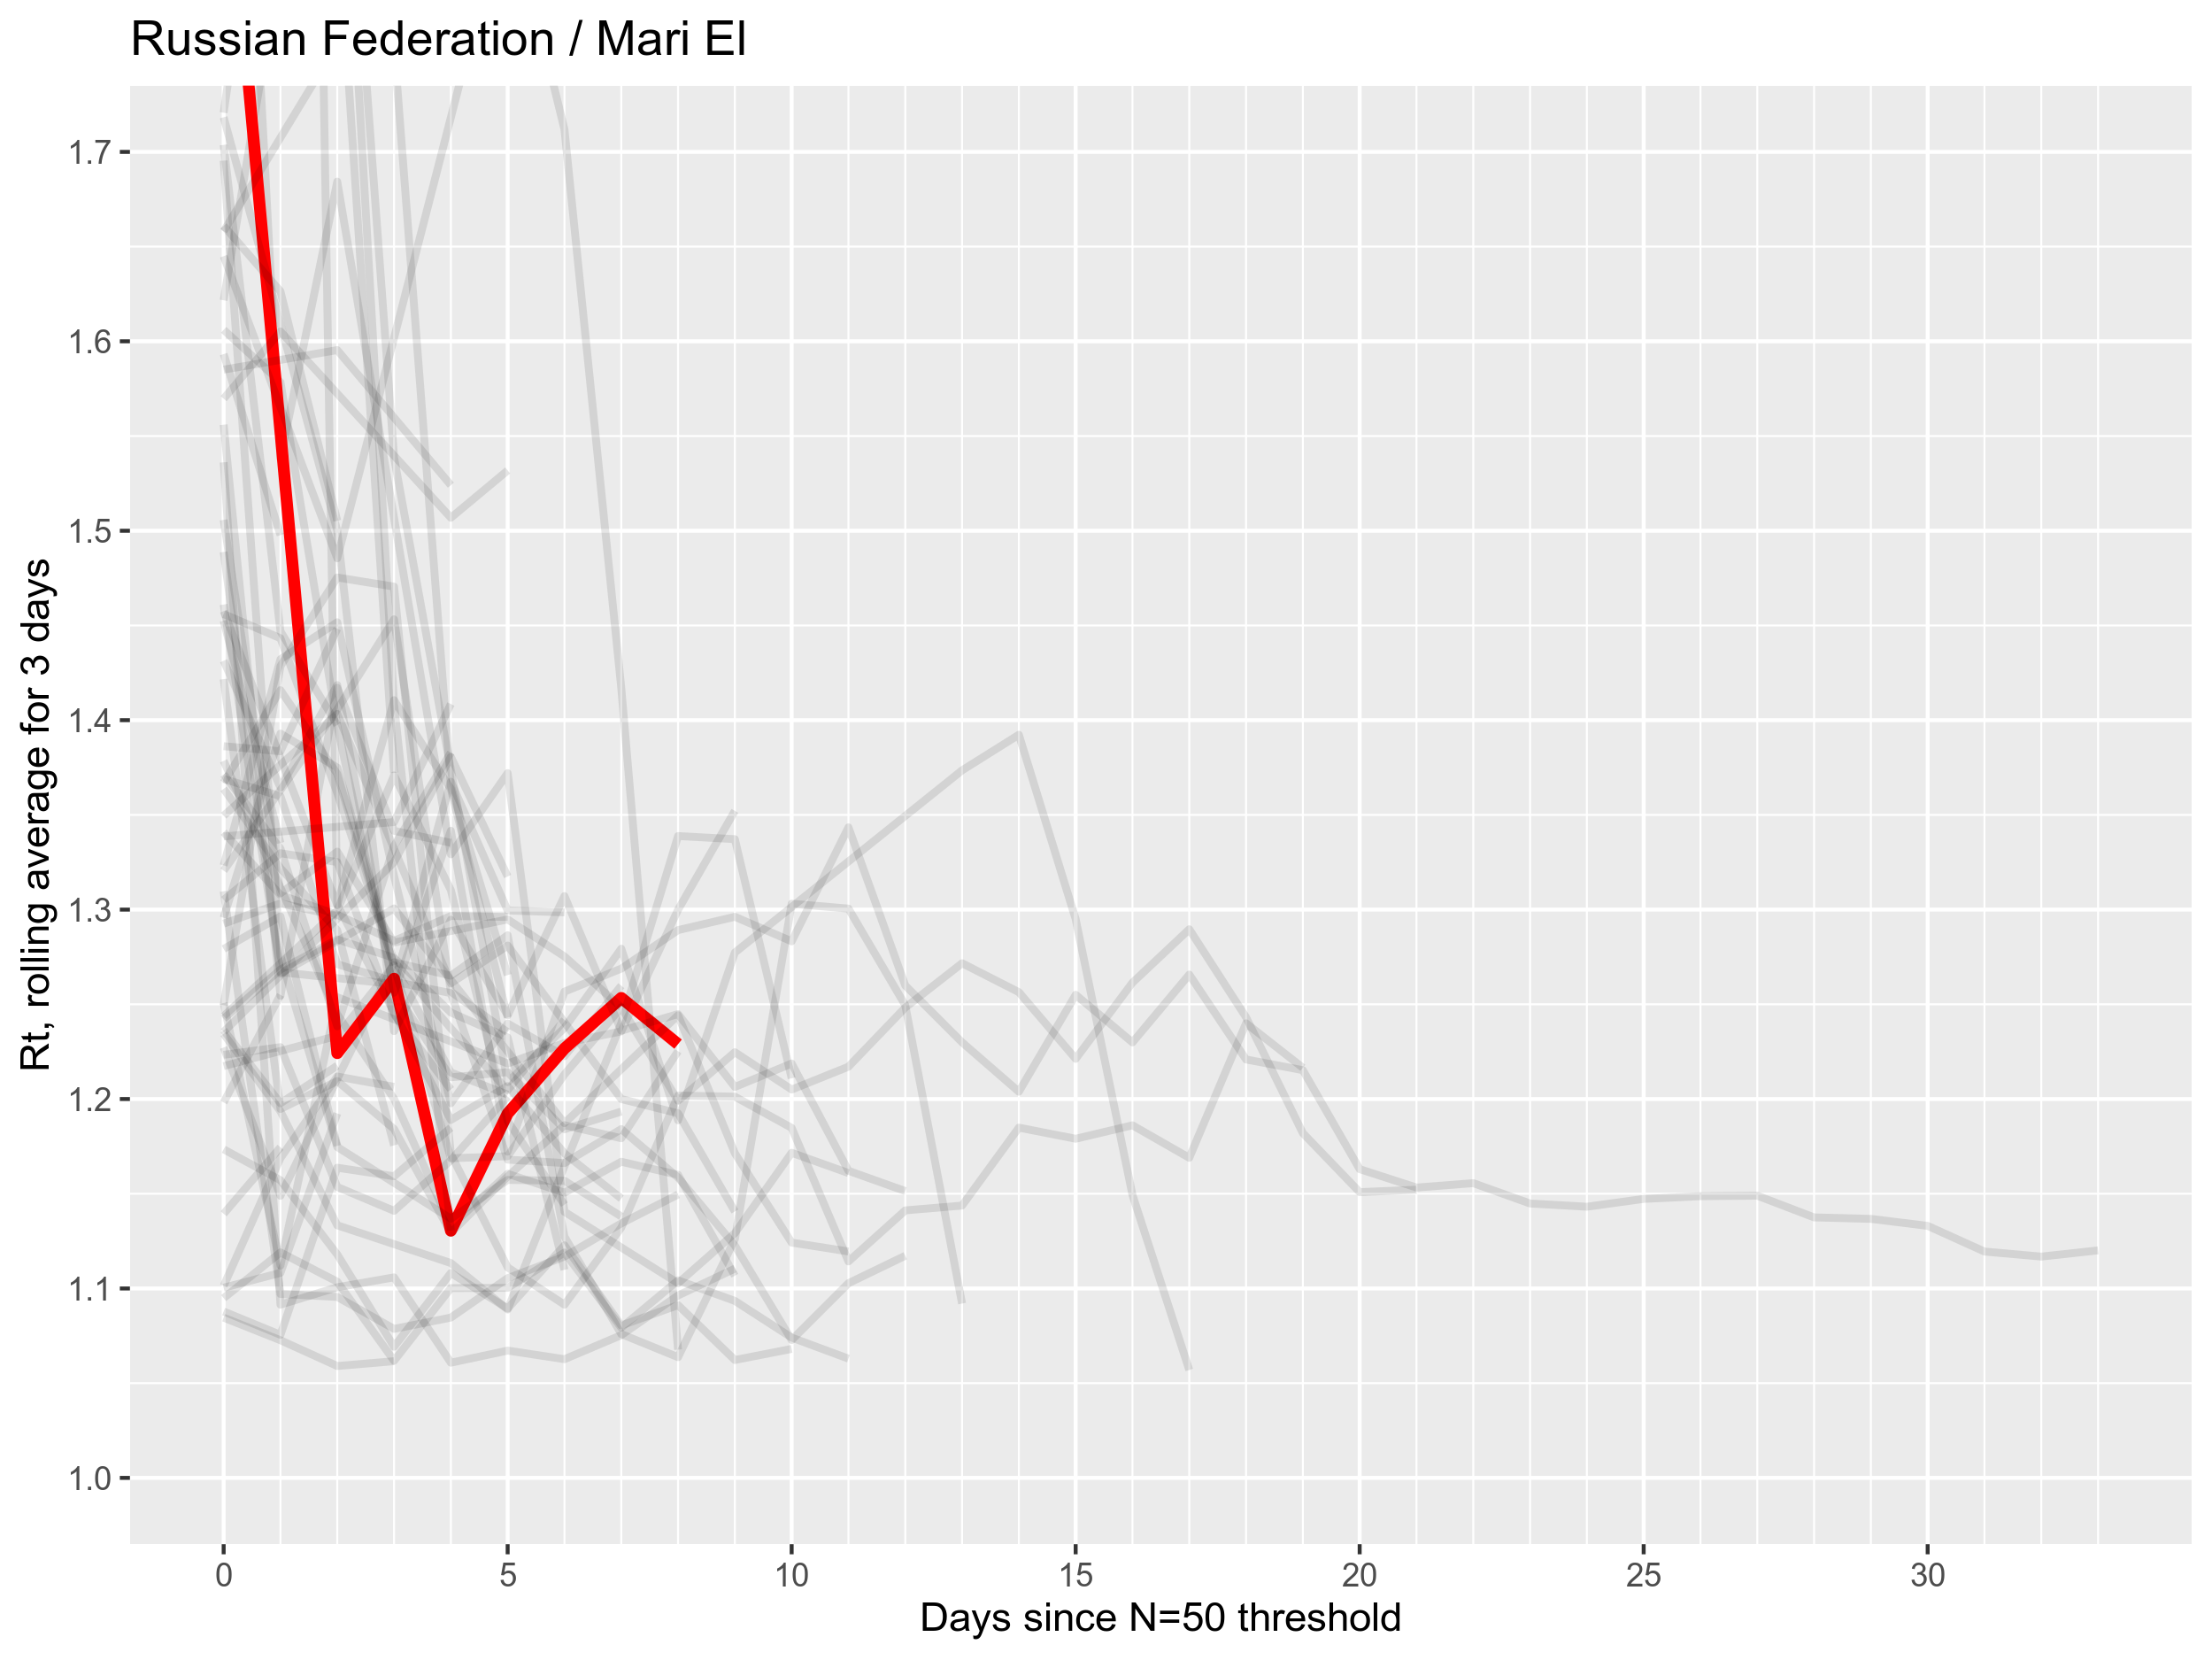 Russian Federation / Mari El
Rt, rolling average for 3 days
1.7
1.6
1.5
1.4
1.3
1.2
1.1
1.0
0 5 10 15 20 25 30
Days since N=50 threshold